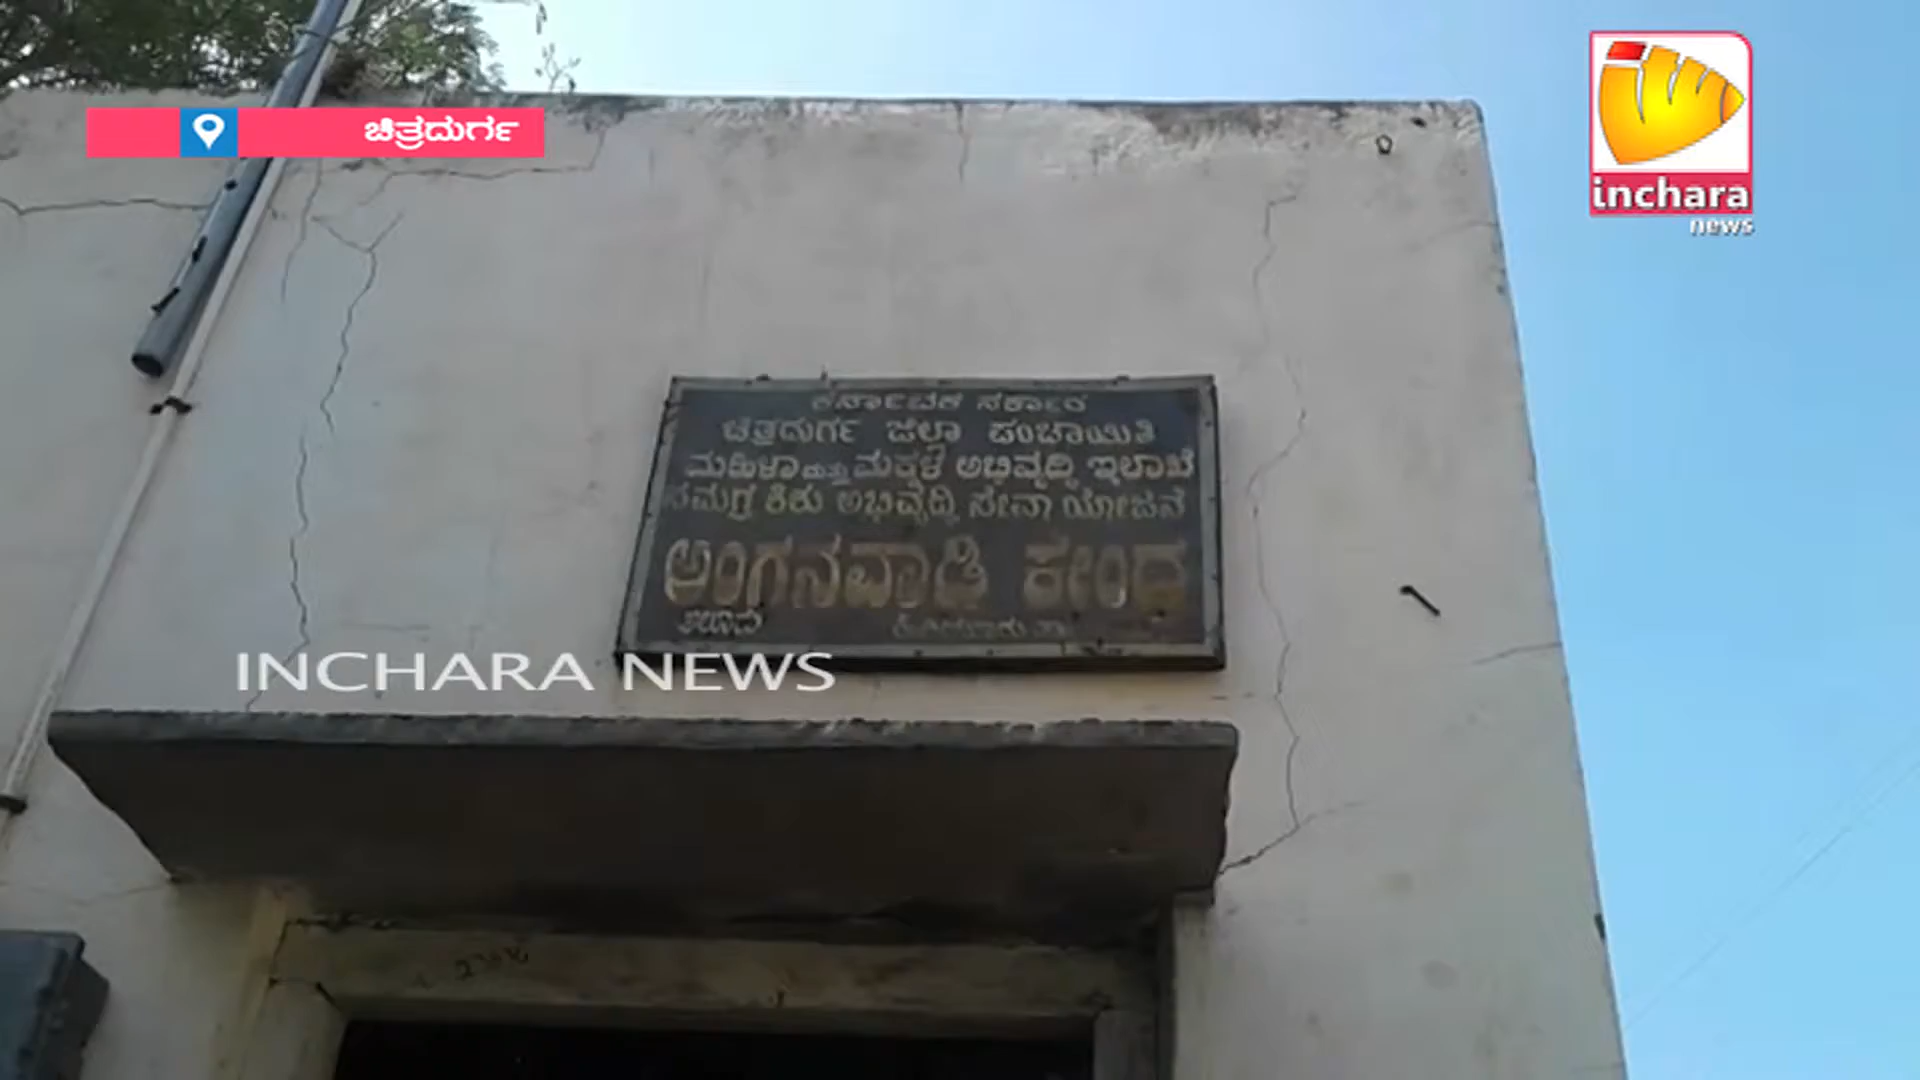 ಚಿತ್ರದುರ್ಗ
inchara
news
ಕರ್ನಾಟಕ ಸರ್ಕಾರ
ಚಿತ್ರದುರ್ಗ ಜಿಲ್ಲಾ ಪಂಚಾಯಿತಿ
ಮಹಿಳಾ ಮತ್ತು ಮಕ್ಕಳ ಅಭಿವೃದ್ಧಿ ಇಲಾಖೆ
ಸಮಗ್ರ ಶಿಶು ಅಭಿವೃದ್ಧಿ ಸೇವಾ ಯೋಜನೆ
ಅಂಗನವಾಡಿ ಕೇಂದ್ರ
INCHARA NEWS